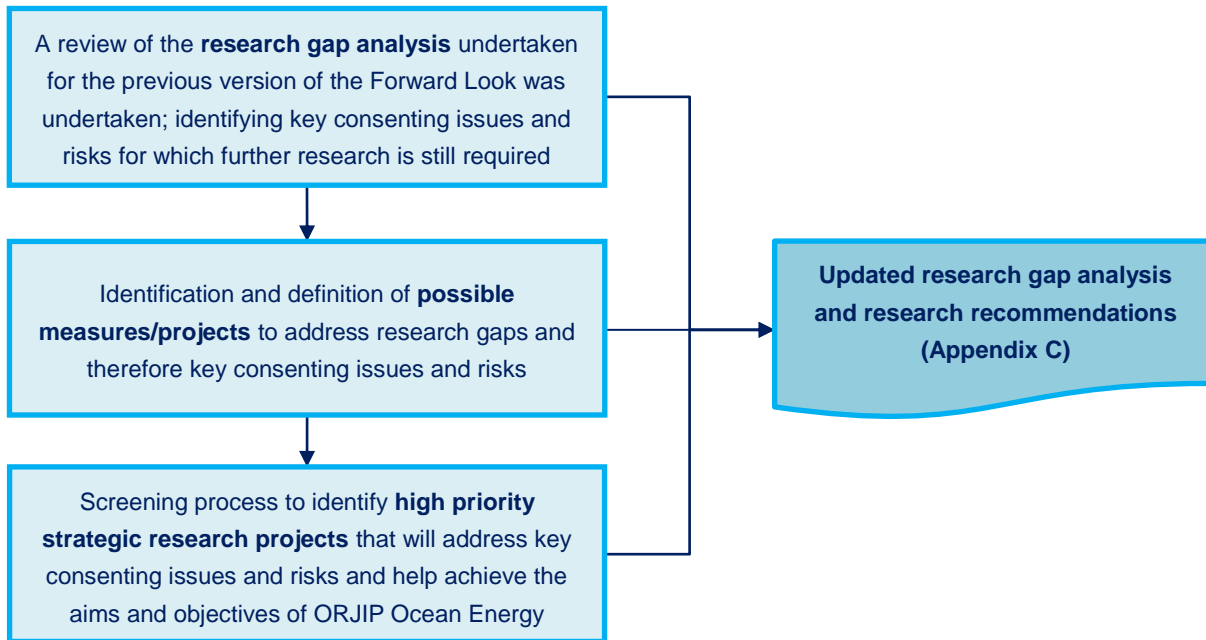 A review of the research gap analysis undertaken
for the previous version of the Forward Look was
undertaken; identifying key consenting issues and
risks for which further research is still required
Identification and definition of possible
measures/projects to address research gaps and
therefore key consenting issues and risks
Screening process to identify high priority
strategic research projects that will address key
consenting issues and risks and help achieve the
aims and objectives of ORJIP Ocean Energy
Updated research gap analysis
and research recommendations
(Appendix C)